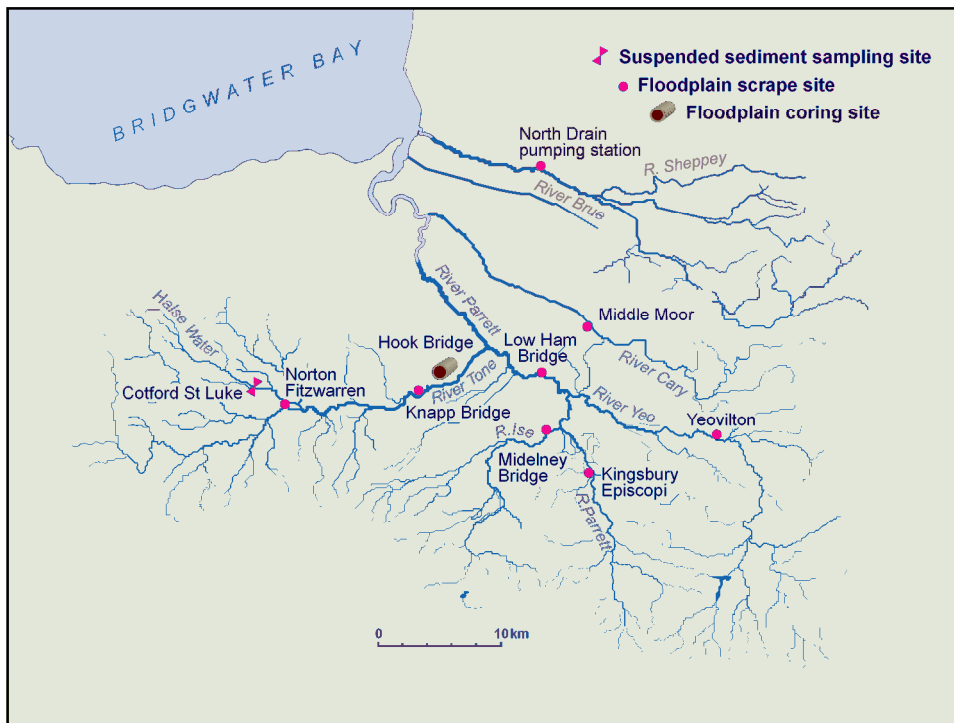 BRIDGWATER BAY
Suspended sediment sampling site
Floodplain scrape site
Floodplain coring site
North Drain
pumping station
R. Sheppey
River Brue
River Parrett
Halse Water
Middle Moor
Hook Bridge
Low Ham
Bridge
River Cary
Norton
Fitzwarren
Cotford St Luke
River Tone
Knapp Bridge
River Yeo
Yeovilton
R.Ise
Midelney
Bridge
Kingsbury
Episcopi
R.Parrett
0
10km